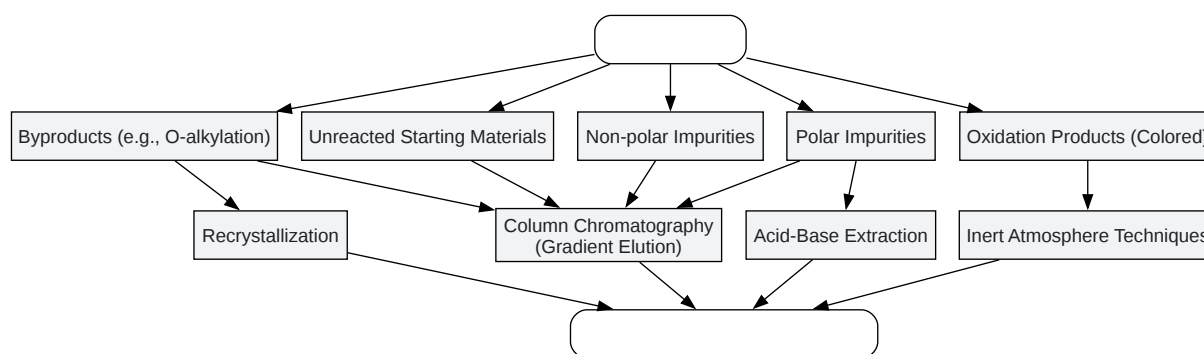 Byproducts (e.g., O-alkylation)
Unreacted Starting Materials
Non-polar Impurities
Polar Impurities
Oxidation Products (Colored)
Recrystallization
Column Chromatography
(Gradient Elution)
Acid-Base Extraction
Inert Atmosphere Techniques